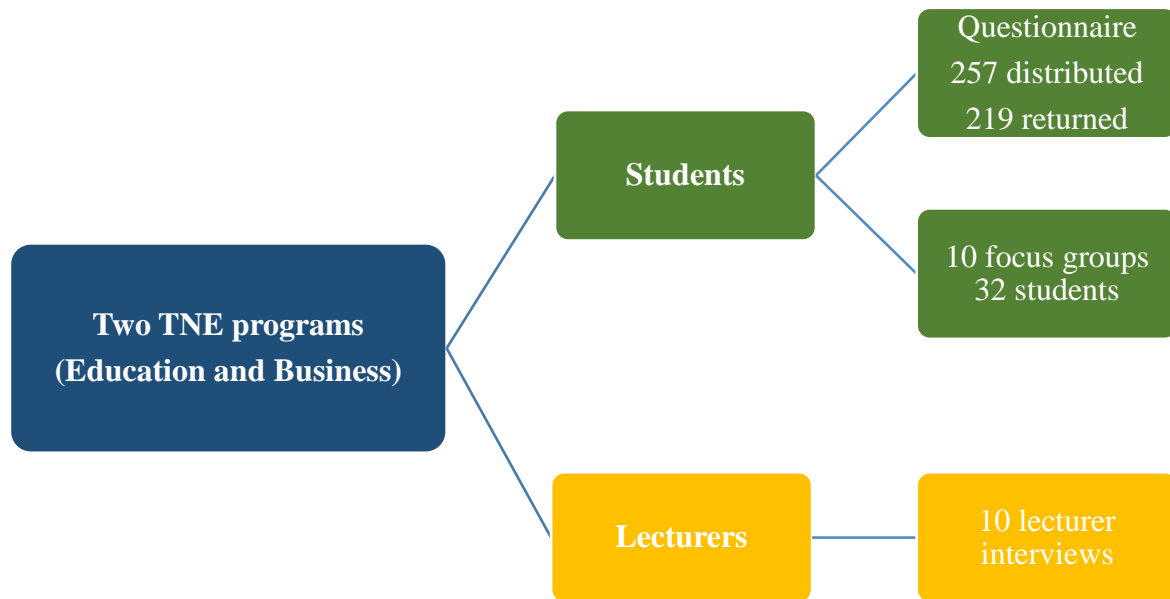 Two TNE programs
(Education and Business)
Students
Questionnaire
257 distributed
219 returned
10 focus groups
32 students
Lecturers
10 lecturer
interviews